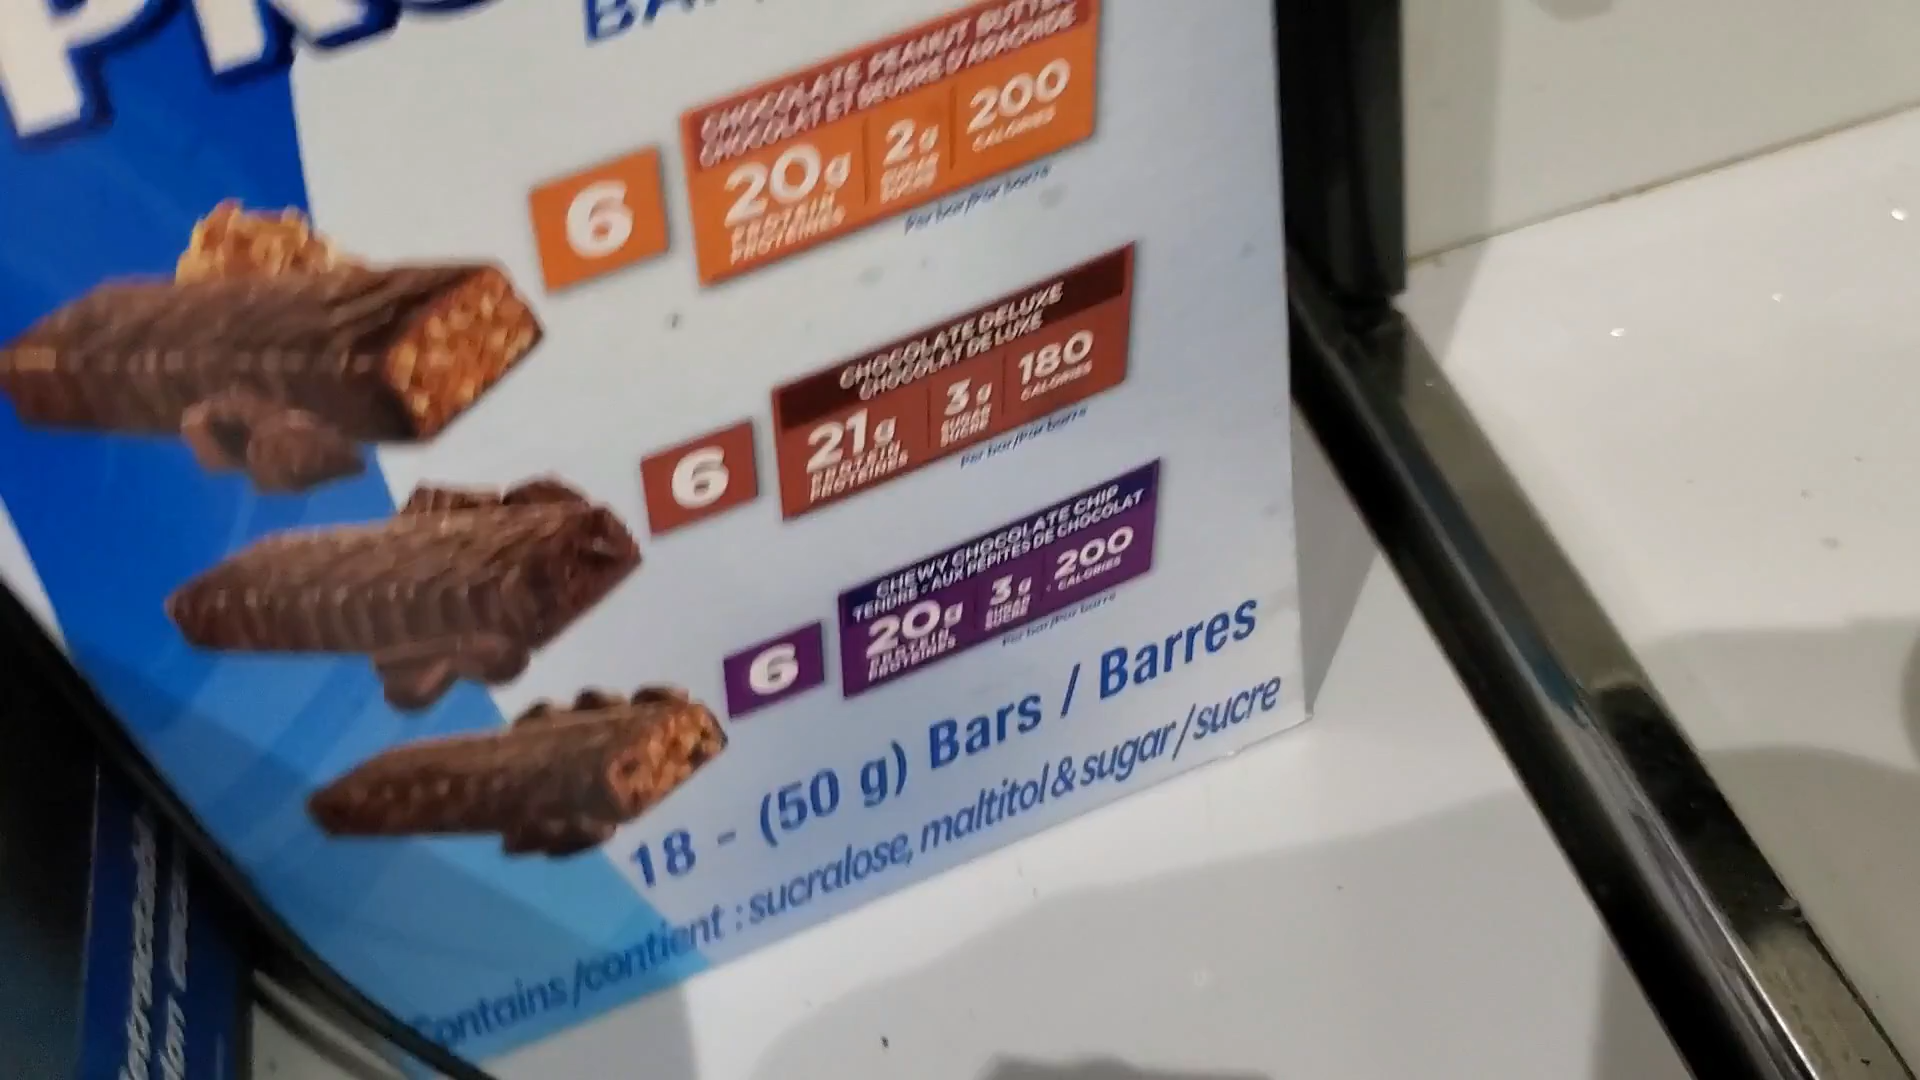 CHOCOLATE PEANUT BUTTER
CHOCOLAT ET BEURRE D'ARACHIDE
6
20g
PROTEIN
PROTÉINES
2g
SUGAR
SUCRE
200
CALORIES
Per bar/Par barre
CHOCOLATE DELUXE
CHOCOLAT DE LUXE
6
21g
PROTEIN
PROTÉINES
3g
SUGAR
SUCRE
180
CALORIES
Per bar/Par barre
CHEWY CHOCOLATE CHIP
TENDRE & AUX PÉPITES DE CHOCOLAT
6
20g
PROTEIN
PROTÉINES
3g
SUGAR
SUCRE
200
CALORIES
Per bar/Par barre
18 - (50 g) Bars / Barres
Contains/contient : sucralose, maltitol & sugar/sucre